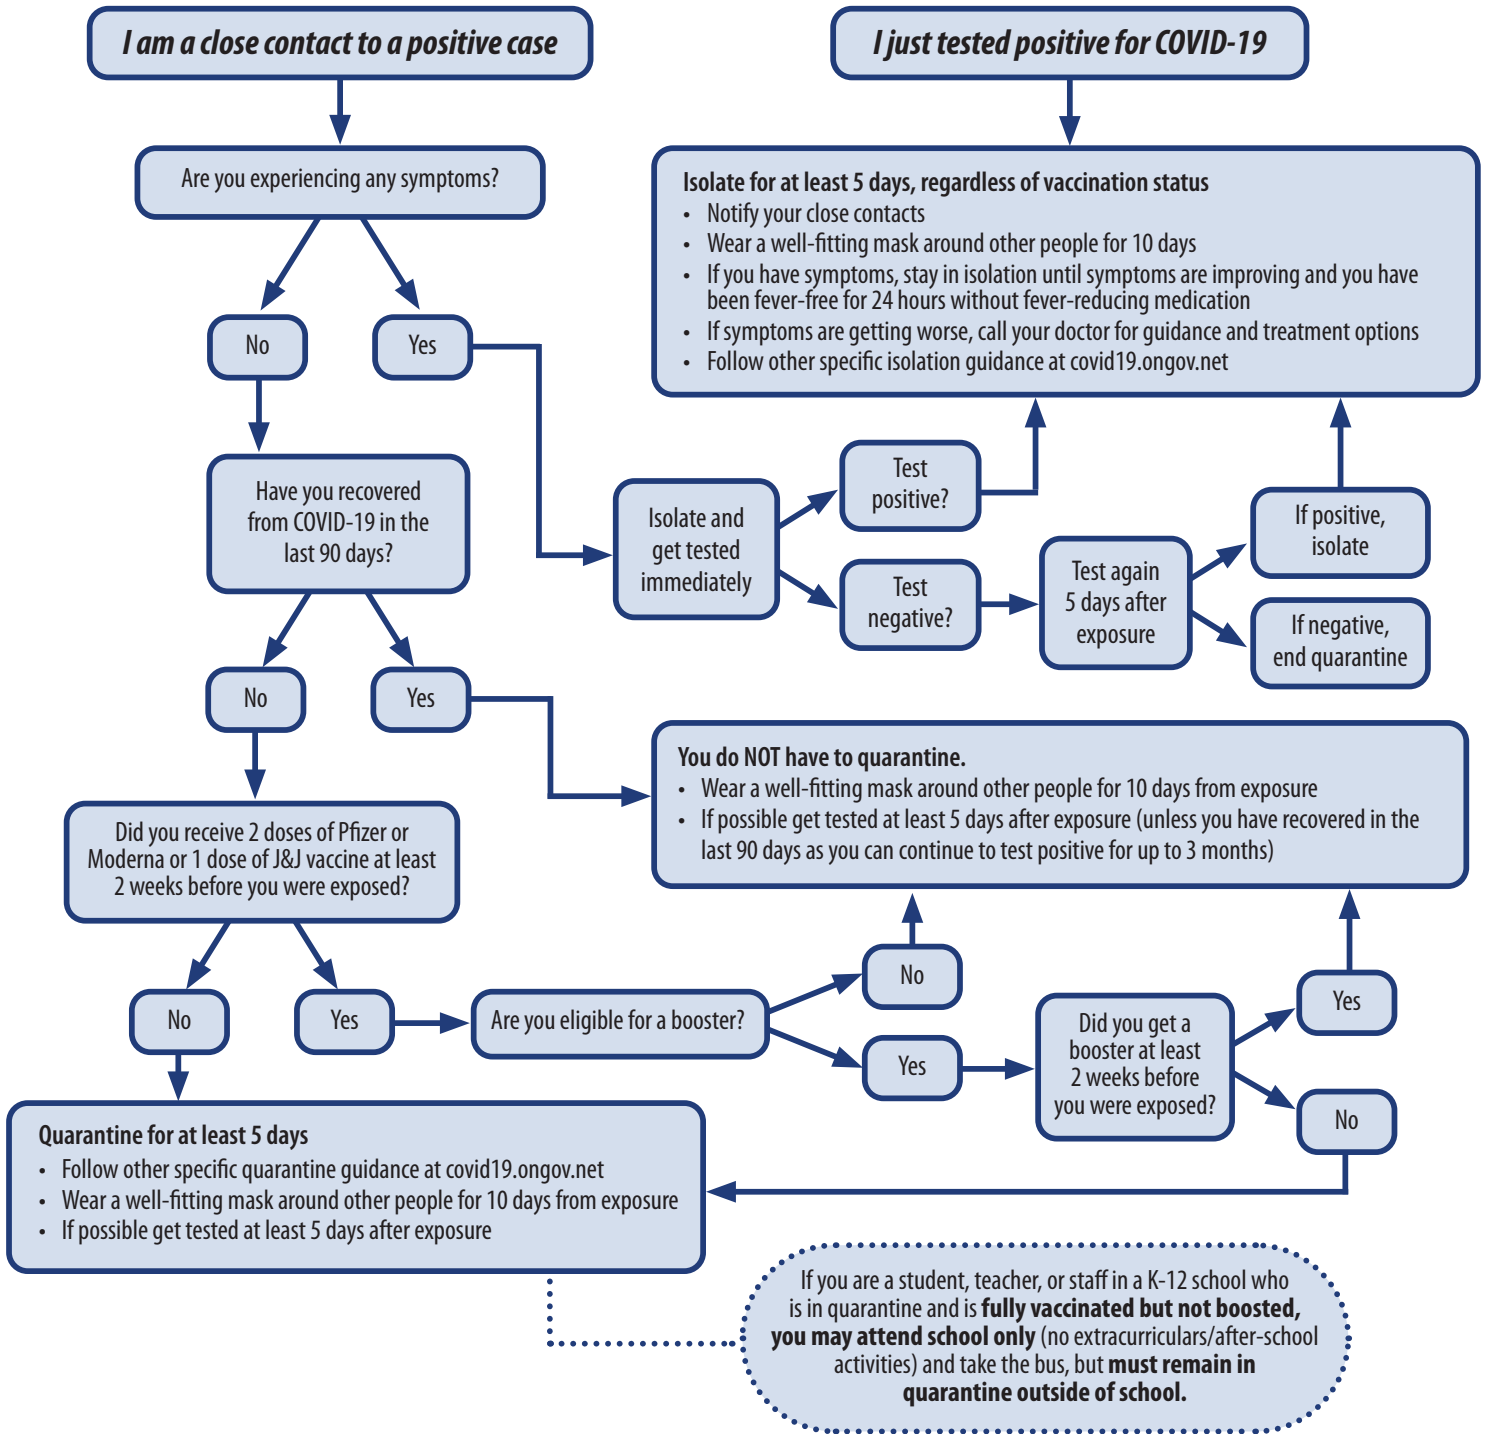 I am a close contact to a positive case
I just tested positive for COVID-19
Are you experiencing any symptoms?
Isolate for at least 5 days, regardless of vaccination status
• Notify your close contacts
• Wear a well-fitting mask around other people for 10 days
• If you have symptoms, stay in isolation until symptoms are improving and you have
been fever-free for 24 hours without fever-reducing medication
• If symptoms are getting worse, call your doctor for guidance and treatment options
• Follow other specific isolation guidance at covid19.ongov.net
No
Yes
Have you recovered
from COVID-19 in the
last 90 days?
Isolate and
get tested
immediately
Test
positive?
Test
negative?
Test again
5 days after
exposure
If positive,
isolate
If negative,
end quarantine
No
Yes
You do NOT have to quarantine.
• Wear a well-fitting mask around other people for 10 days from exposure
• If possible get tested at least 5 days after exposure (unless you have recovered in the
last 90 days as you can continue to test positive for up to 3 months)
Did you receive 2 doses of Pfizer or
Moderna or 1 dose of J&J vaccine at least
2 weeks before you were exposed?
No
Yes
Are you eligible for a booster?
No
Yes
Did you get a
booster at least
2 weeks before
you were exposed?
Yes
No
Quarantine for at least 5 days
• Follow other specific quarantine guidance at covid19.ongov.net
• Wear a well-fitting mask around other people for 10 days from exposure
• If possible get tested at least 5 days after exposure
If you are a student, teacher, or staff in a K-12 school who
is in quarantine and is fully vaccinated but not boosted,
you may attend school only (no extracurriculars/after-school
activities) and take the bus, but must remain in
quarantine outside of school.